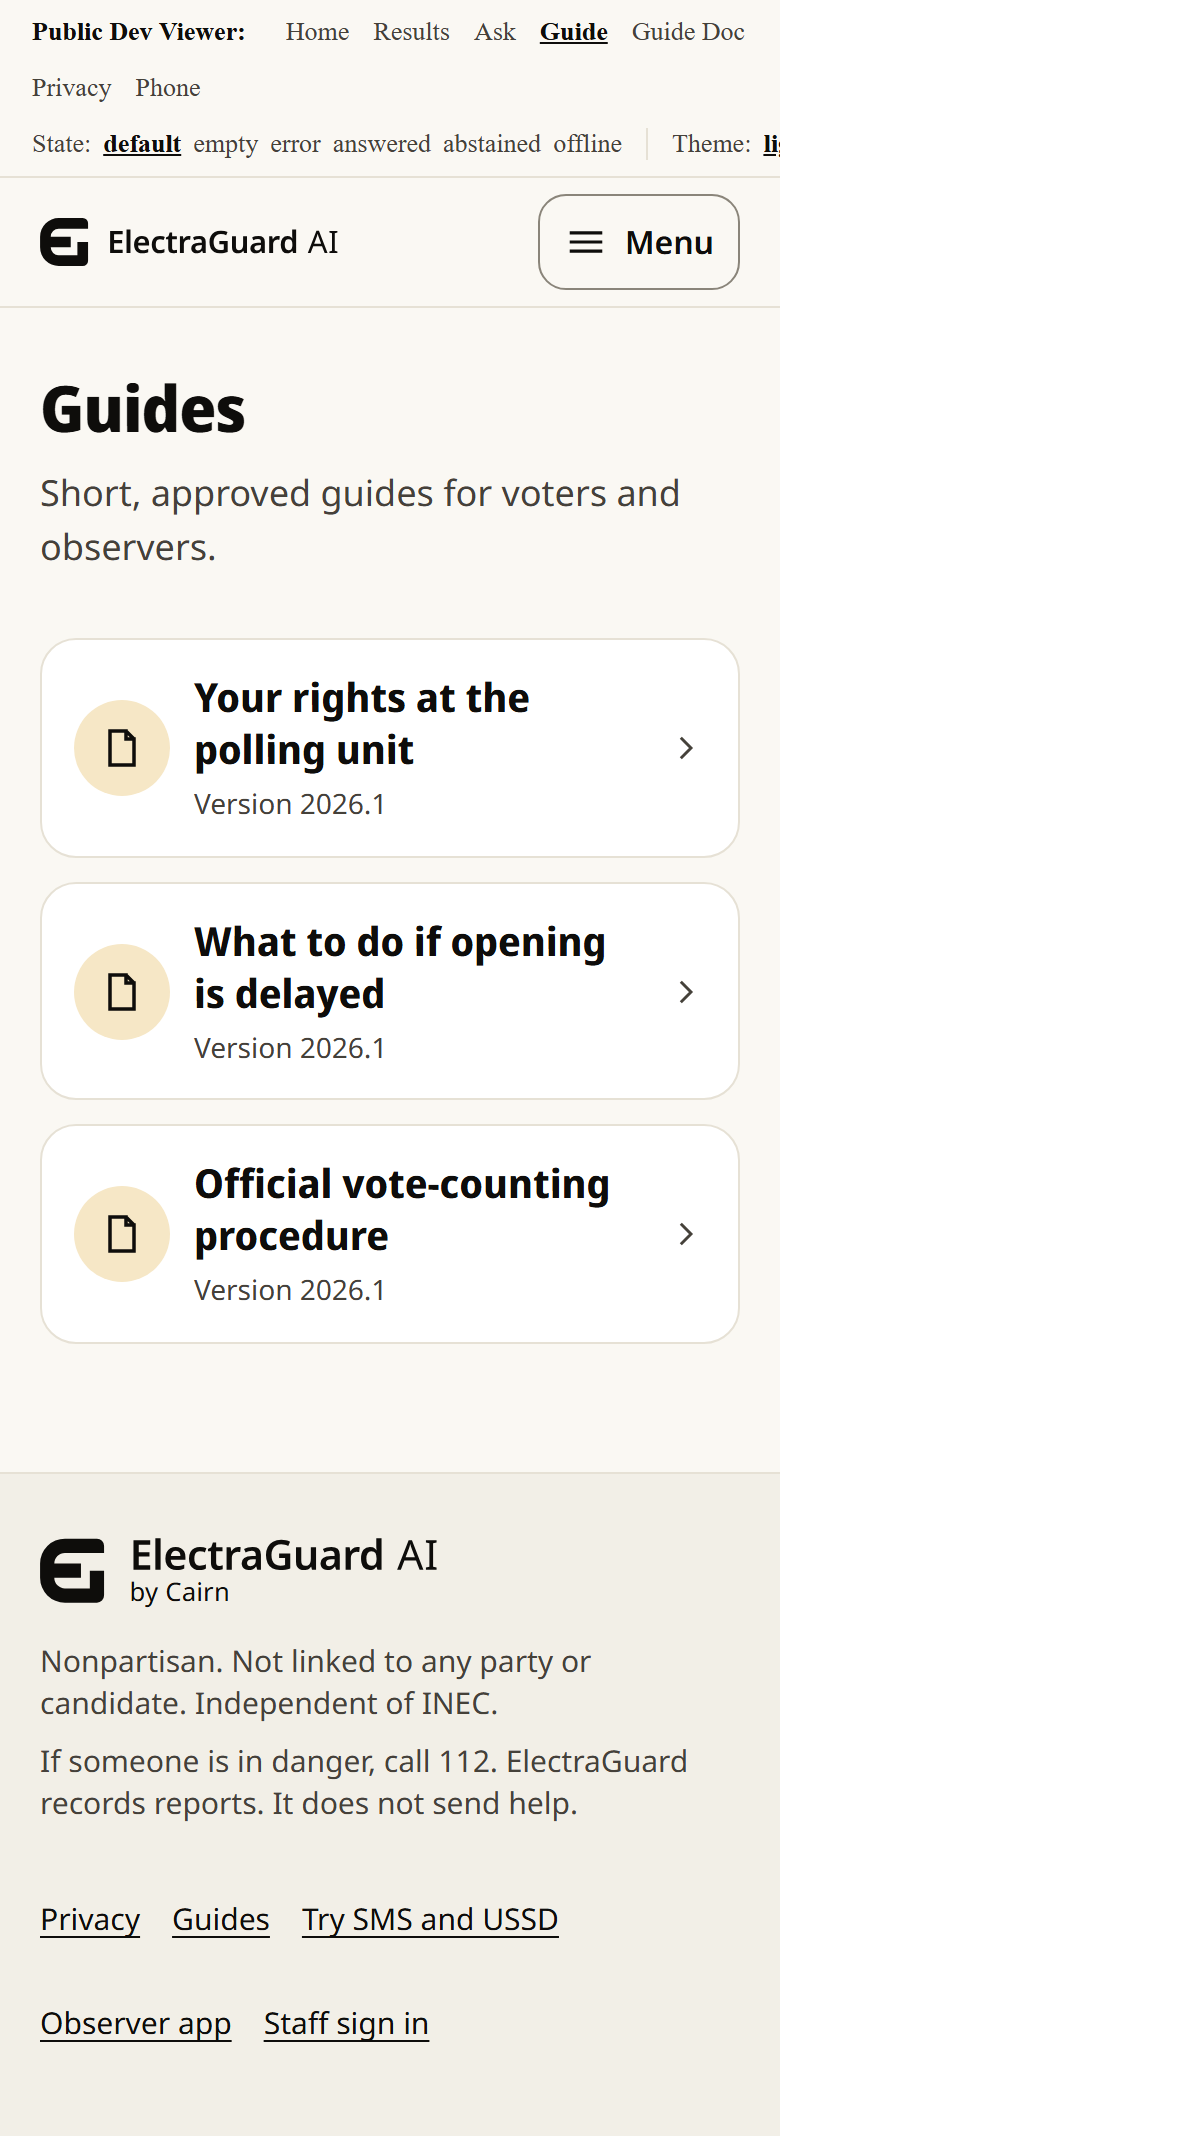 Public Dev Viewer: Home Results Ask Guide Guide Doc
Privacy Phone
State: default empty error answered abstained offline Theme:
ElectraGuard AI
Menu
Guides
Short, approved guides for voters and
observers.
Your rights at the
polling unit
Version 2026.1
What to do if opening
is delayed
Version 2026.1
Official vote-counting
procedure
Version 2026.1
ElectraGuard AI
by Cairn
Nonpartisan. Not linked to any party or
candidate. Independent of INEC.
If someone is in danger, call 112. ElectraGuard
records reports. It does not send help.
Privacy Guides Try SMS and USSD
Observer app Staff sign in